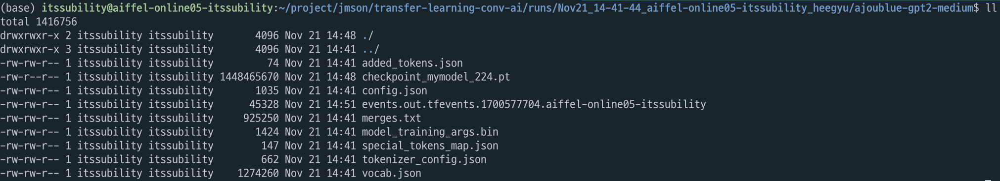 (base) itssubility@aiffel-online05-itssubility:~/project/jmson/transfer-learning-conv-ai/runs/Nov21_14-41-44_aiffel-online05-itssubility_heegyu/ajoublue-gpt2-medium$ ll
total 1416756
drwxrwxr-x 2 itssubility itssubility       4096 Nov 21 14:48 ./
drwxrwxr-x 3 itssubility itssubility       4096 Nov 21 14:41 ../
-rw-rw-r-- 1 itssubility itssubility         74 Nov 21 14:41 added_tokens.json
-rw-r--r-- 1 itssubility itssubility 1448465670 Nov 21 14:48 checkpoint_mymodel_224.pt
-rw-rw-r-- 1 itssubility itssubility       1035 Nov 21 14:41 config.json
-rw-rw-r-- 1 itssubility itssubility      45328 Nov 21 14:51 events.out.tfevents.1700577704.aiffel-online05-itssubility
-rw-rw-r-- 1 itssubility itssubility     925250 Nov 21 14:41 merges.txt
-rw-rw-r-- 1 itssubility itssubility       1424 Nov 21 14:41 model_training_args.bin
-rw-rw-r-- 1 itssubility itssubility        147 Nov 21 14:41 special_tokens_map.json
-rw-rw-r-- 1 itssubility itssubility        662 Nov 21 14:41 tokenizer_config.json
-rw-rw-r-- 1 itssubility itssubility    1274260 Nov 21 14:41 vocab.json